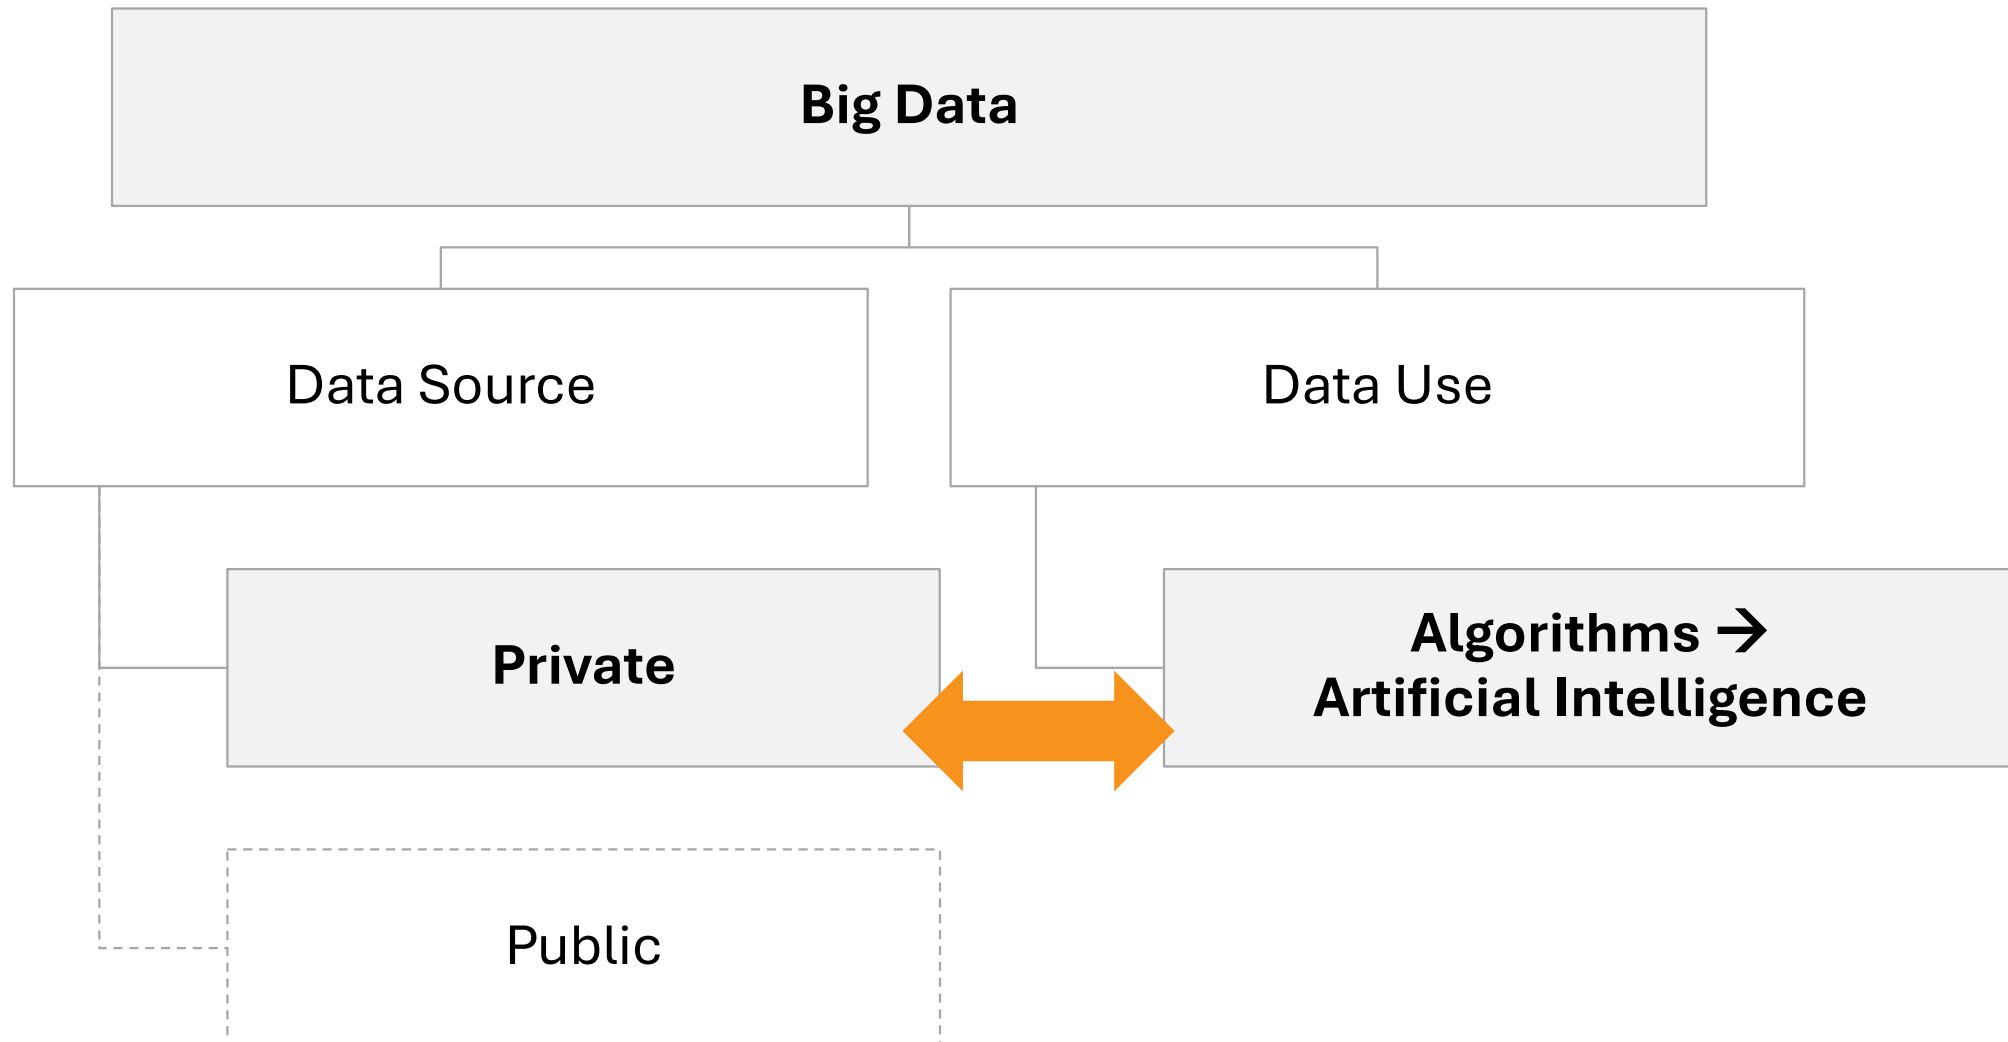 Big Data
Data Source
Data Use
Private
Algorithms →
Artificial Intelligence
Public